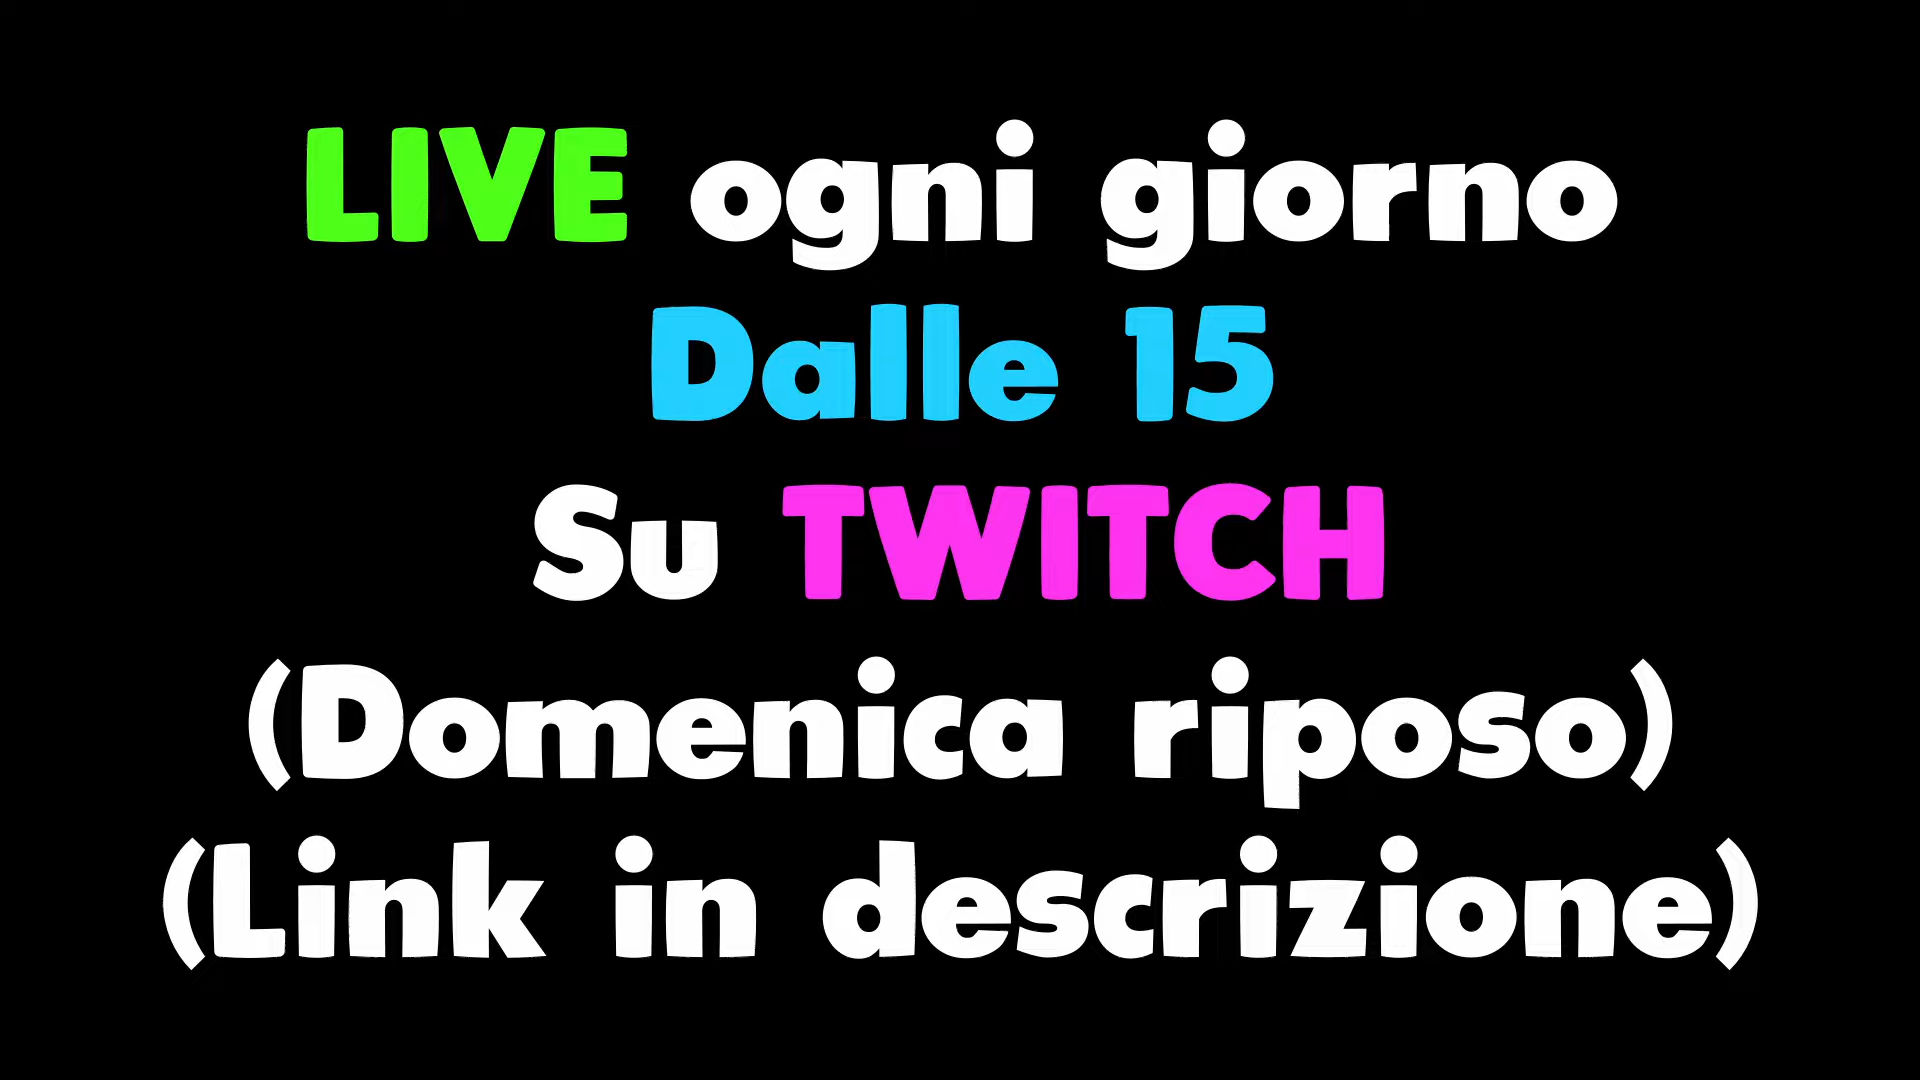 LIVE ogni giorno
Dalle 15
Su TWITCH
(Domenica riposo)
(Link in descrizione)